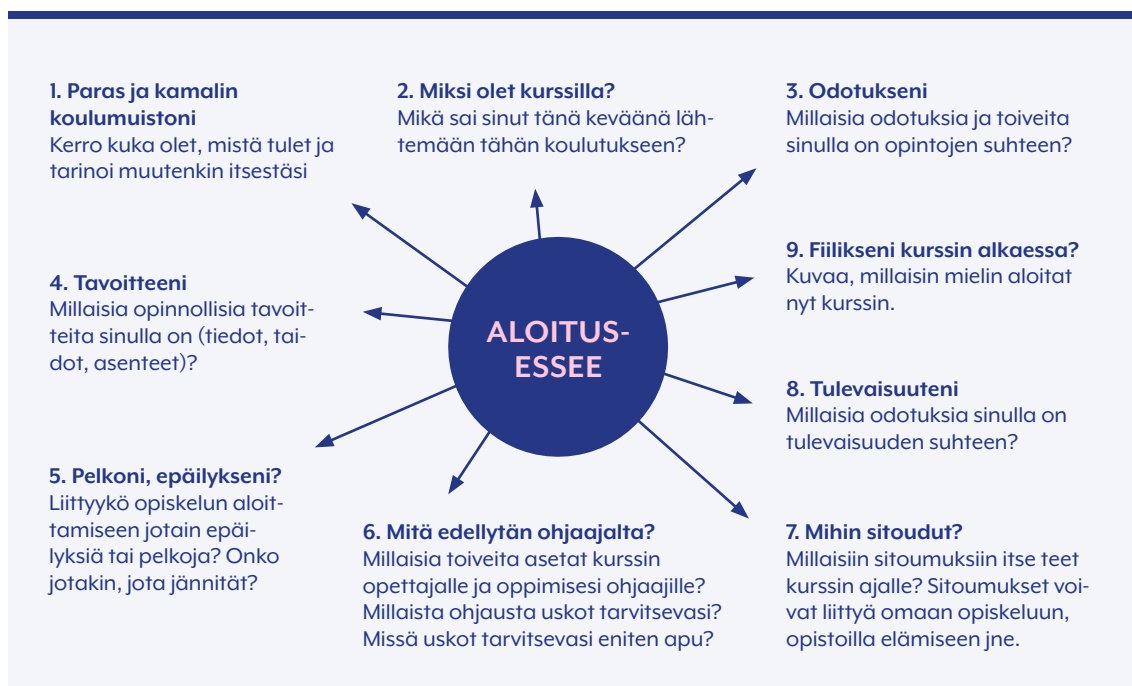 1. Paras ja kamalin
koulumuistoni
Kerro kuka olet, mistä tulet ja
tarinoi muutenkin itsestäsi
2. Miksi olet kurssilla?
Mikä sai sinut tänä keväänä läh-
temään tähän koulutukseen?
3. Odotukseni
Millaisia odotuksia ja toiveita
sinulla on opintojen suhteen?
4. Tavoitteeni
Millaisia opinnollisia tavoit-
teita sinulla on (tiedot, tai-
dot, asenteet)?
ALOITUS-
ESSEE
9. Fiilikseni kurssin alkaessa?
Kuvaa, millaisin mielin aloitat
nyt kurssin.
8. Tulevaisuuteni
Millaisia odotuksia sinulla on
tulevaisuuden suhteen?
5. Pelkoni, epäilykseni?
Liittyykö opiskelun aloit-
tamiseen jotain epäi-
lyksiä tai pelkoja? Onko
jotakin, jota jännität?
6. Mitä edellytän ohjaajalta?
Millaisia toiveita asetat kurssin
opettajalle ja oppimisesi ohjaajille?
Millaista ohjausta uskot tarvitsevasi?
Missä uskot tarvitsevasi eniten apu?
7. Mihin sitoudut?
Millaisiin sitoumuksiin itse teet
kurssin ajalle? Sitoumukset voi-
vat liittyä omaan opiskeluun,
opistoilla elämiseen jne.